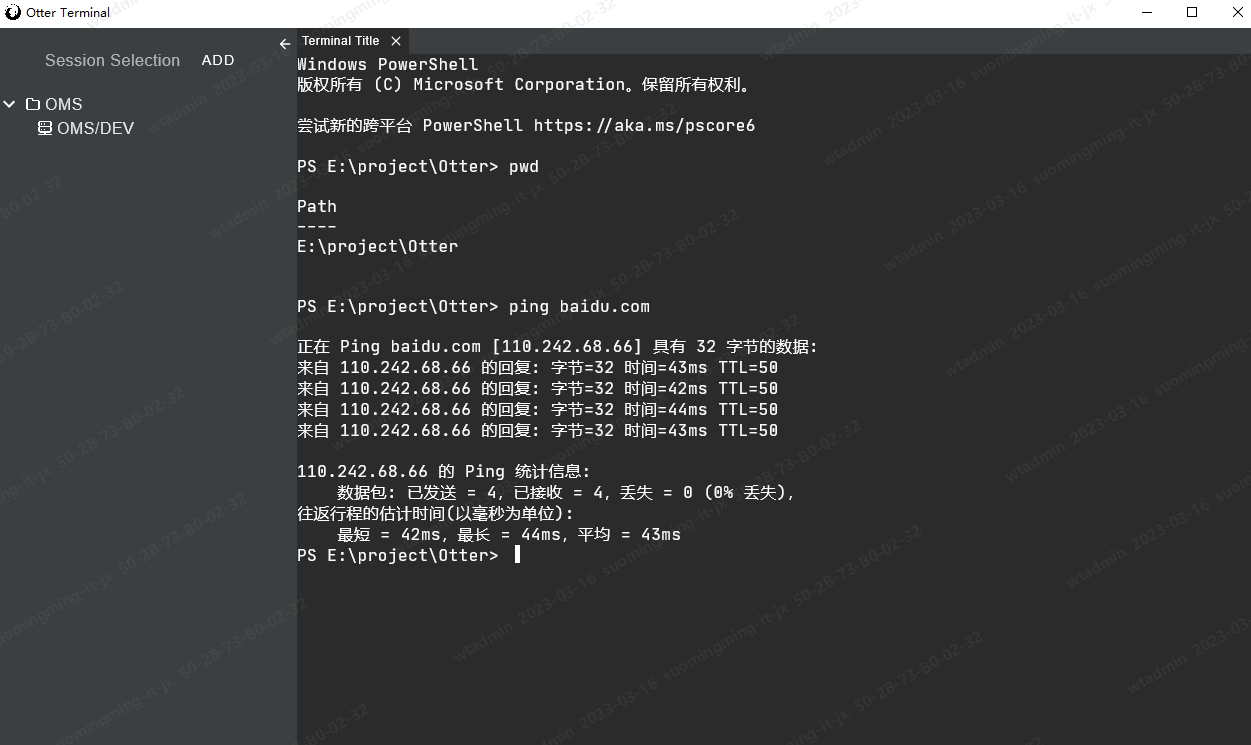 Otter Terminal
Session Selection ADD
OMS
OMS/DEV
Terminal Title
Windows PowerShell
版权所有 (C) Microsoft Corporation。保留所有权利。
尝试新的跨平台 PowerShell https://aka.ms/pscore6
PS E:\project\Otter> pwd
Path
----
E:\project\Otter
PS E:\project\Otter> ping baidu.com
正在 Ping baidu.com [110.242.68.66] 具有 32 字节的数据:
来自 110.242.68.66 的回复: 字节=32 时间=43ms TTL=50
来自 110.242.68.66 的回复: 字节=32 时间=42ms TTL=50
来自 110.242.68.66 的回复: 字节=32 时间=44ms TTL=50
来自 110.242.68.66 的回复: 字节=32 时间=43ms TTL=50
110.242.68.66 的 Ping 统计信息:
数据包: 已发送 = 4，已接收 = 4，丢失 = 0 (0% 丢失)，
往返行程的估计时间(以毫秒为单位):
最短 = 42ms，最长 = 44ms，平均 = 43ms
PS E:\project\Otter>
wtadmin 2023-03-16 suomingming-it-jx 50-2B-73-B0-02-32